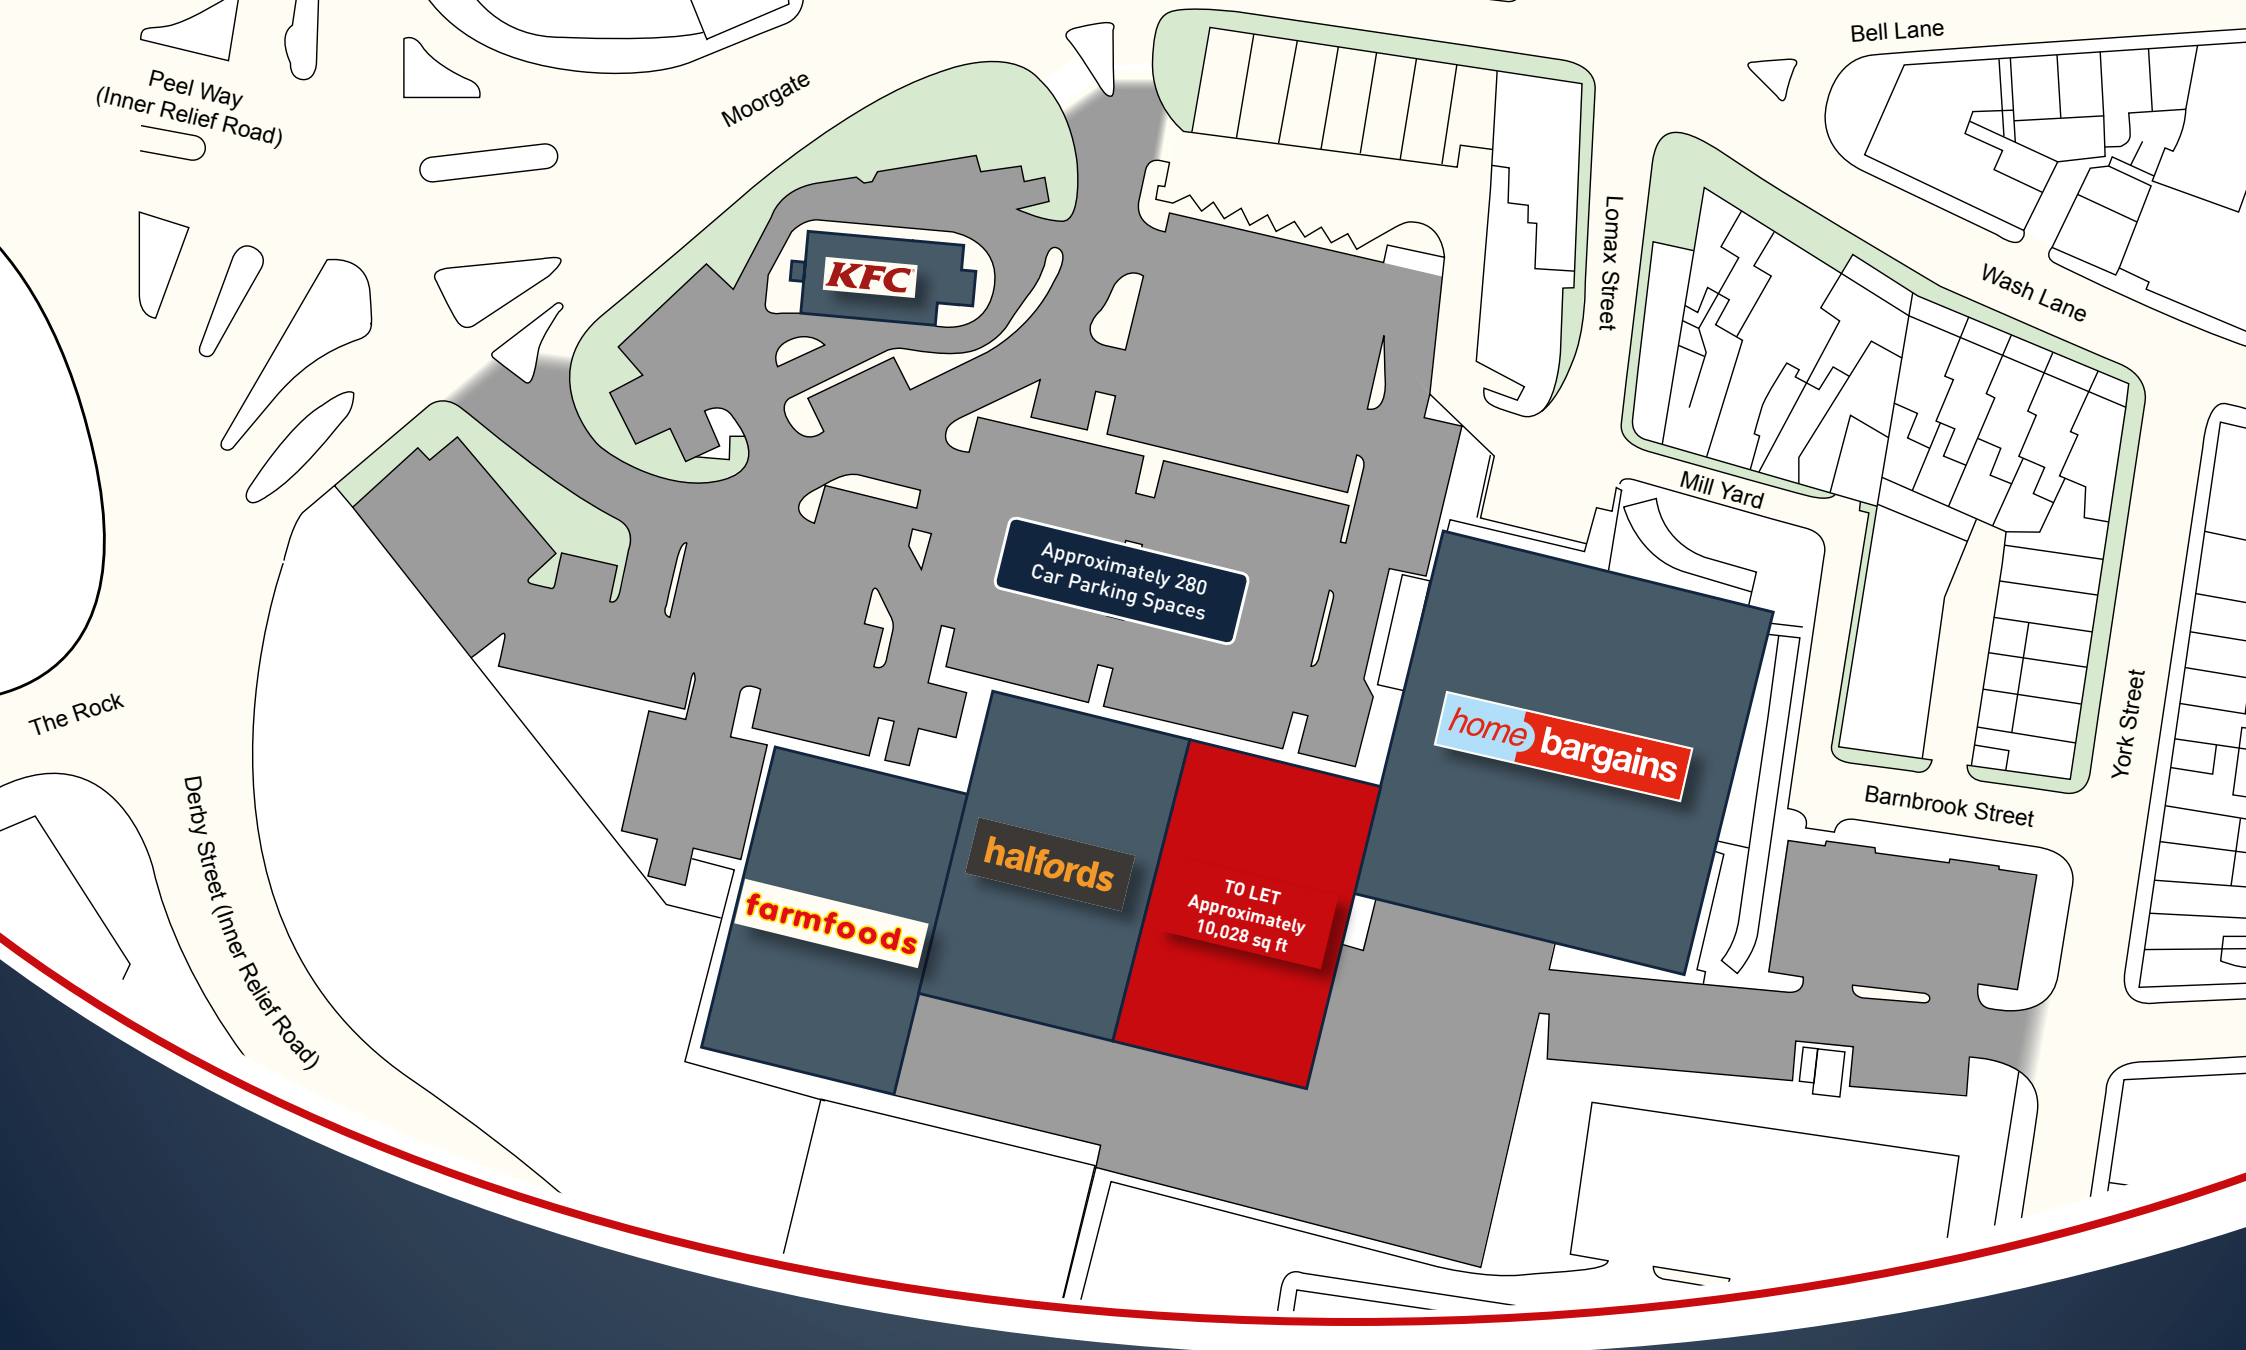 Bell Lane
Peel Way
(Inner Relief Road)
Moorgate
Lomax Street
Wash Lane
KFC
Mill Yard
Approximately 280
Car Parking Spaces
The Rock
home bargains
York Street
Barnbrook Street
Derby Street (Inner Relief Road)
halfords
farmfoods
TO LET
Approximately
10,028 sq ft